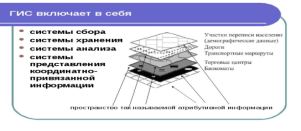 ГИС включает в себя
системы сбора
системы хранения
системы анализа
системы
представления
координатно-
привязанной
информации
Участки переписи население
(демографические данные)
Дороги
Транспортные маршруты
Торговые центры
Банкоматы
пространство так называемой атрибутивной информации